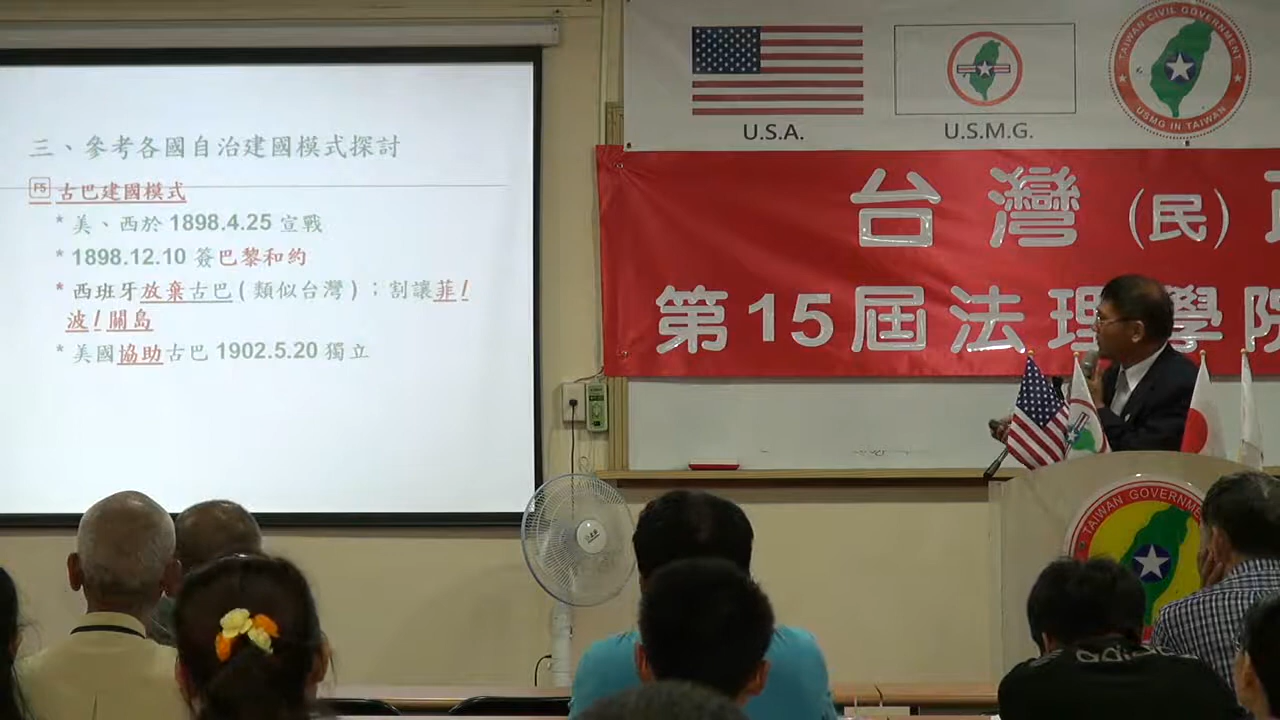 三、參考各國自治建國模式探討
F5 古巴建國模式
* 美、西於 1898.4.25 宣戰
* 1898.12.10 簽巴黎和約
* 西班牙放棄古巴(類似台灣)；割讓菲/
波/關島
* 美國協助古巴 1902.5.20 獨立
U.S.A.
U.S.M.G.
TAIWAN CIVIL GOVERNMENT
USMG IN TAIWAN
台灣(民)
第15屆法理學院
TAIWAN GOVERNM
adidas